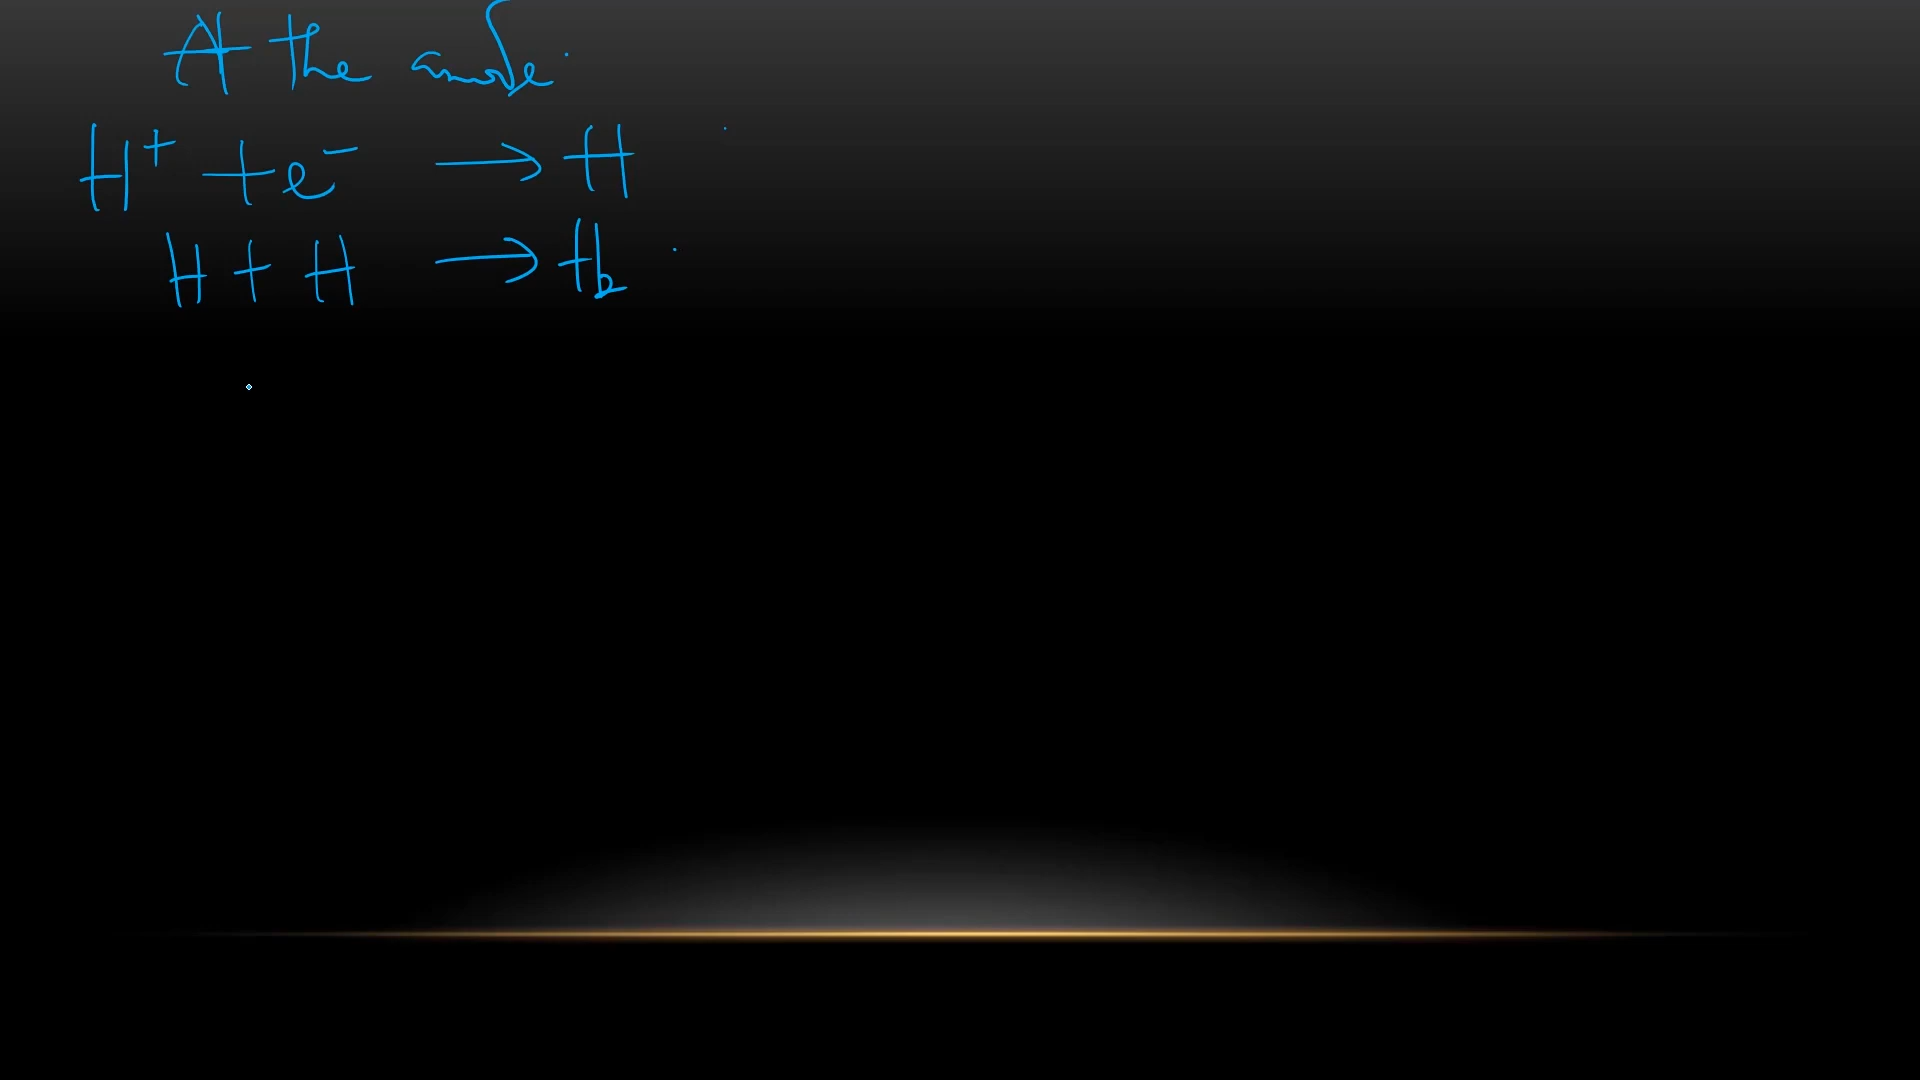 At the anode.
H⁺ + e⁻ → H
H + H → H₂